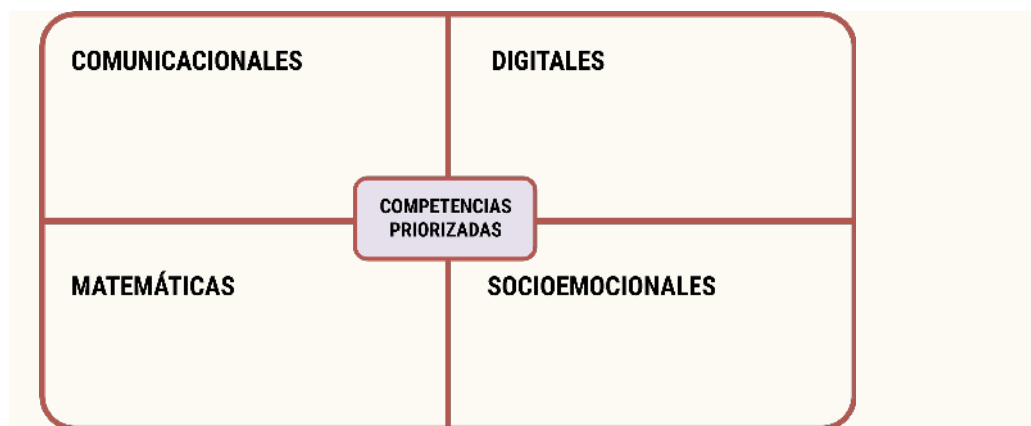 COMUNICACIONALES
DIGITALES
COMPETENCIAS
PRIORIZADAS
MATEMÁTICAS
SOCIOEMOCIONALES